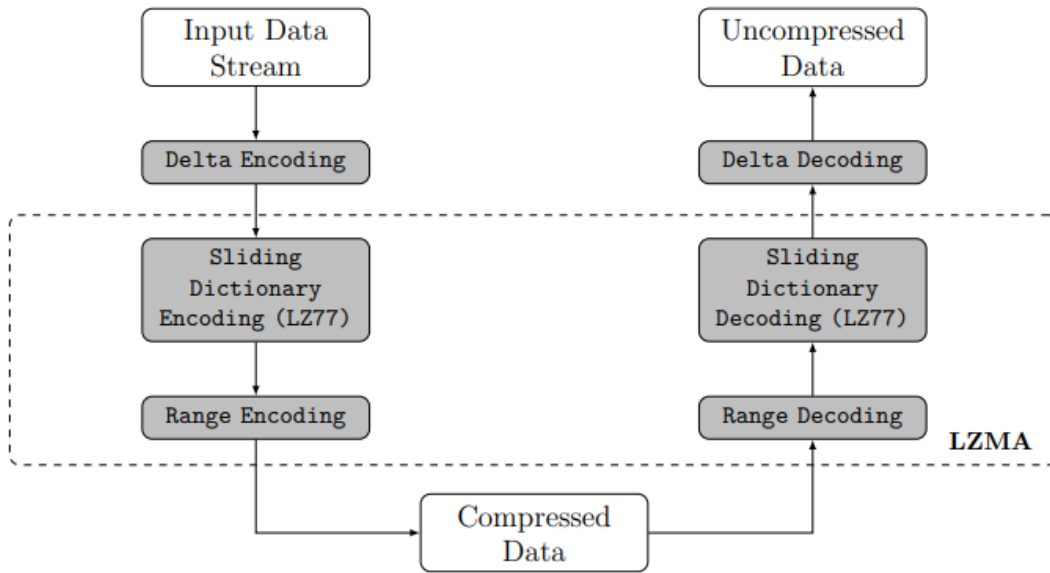 Input Data
Stream
Delta Encoding
Sliding
Dictionary
Encoding (LZ77)
Range Encoding
Compressed
Data
Range Decoding
Sliding
Dictionary
Decoding (LZ77)
Delta Decoding
Uncompressed
Data
LZMA